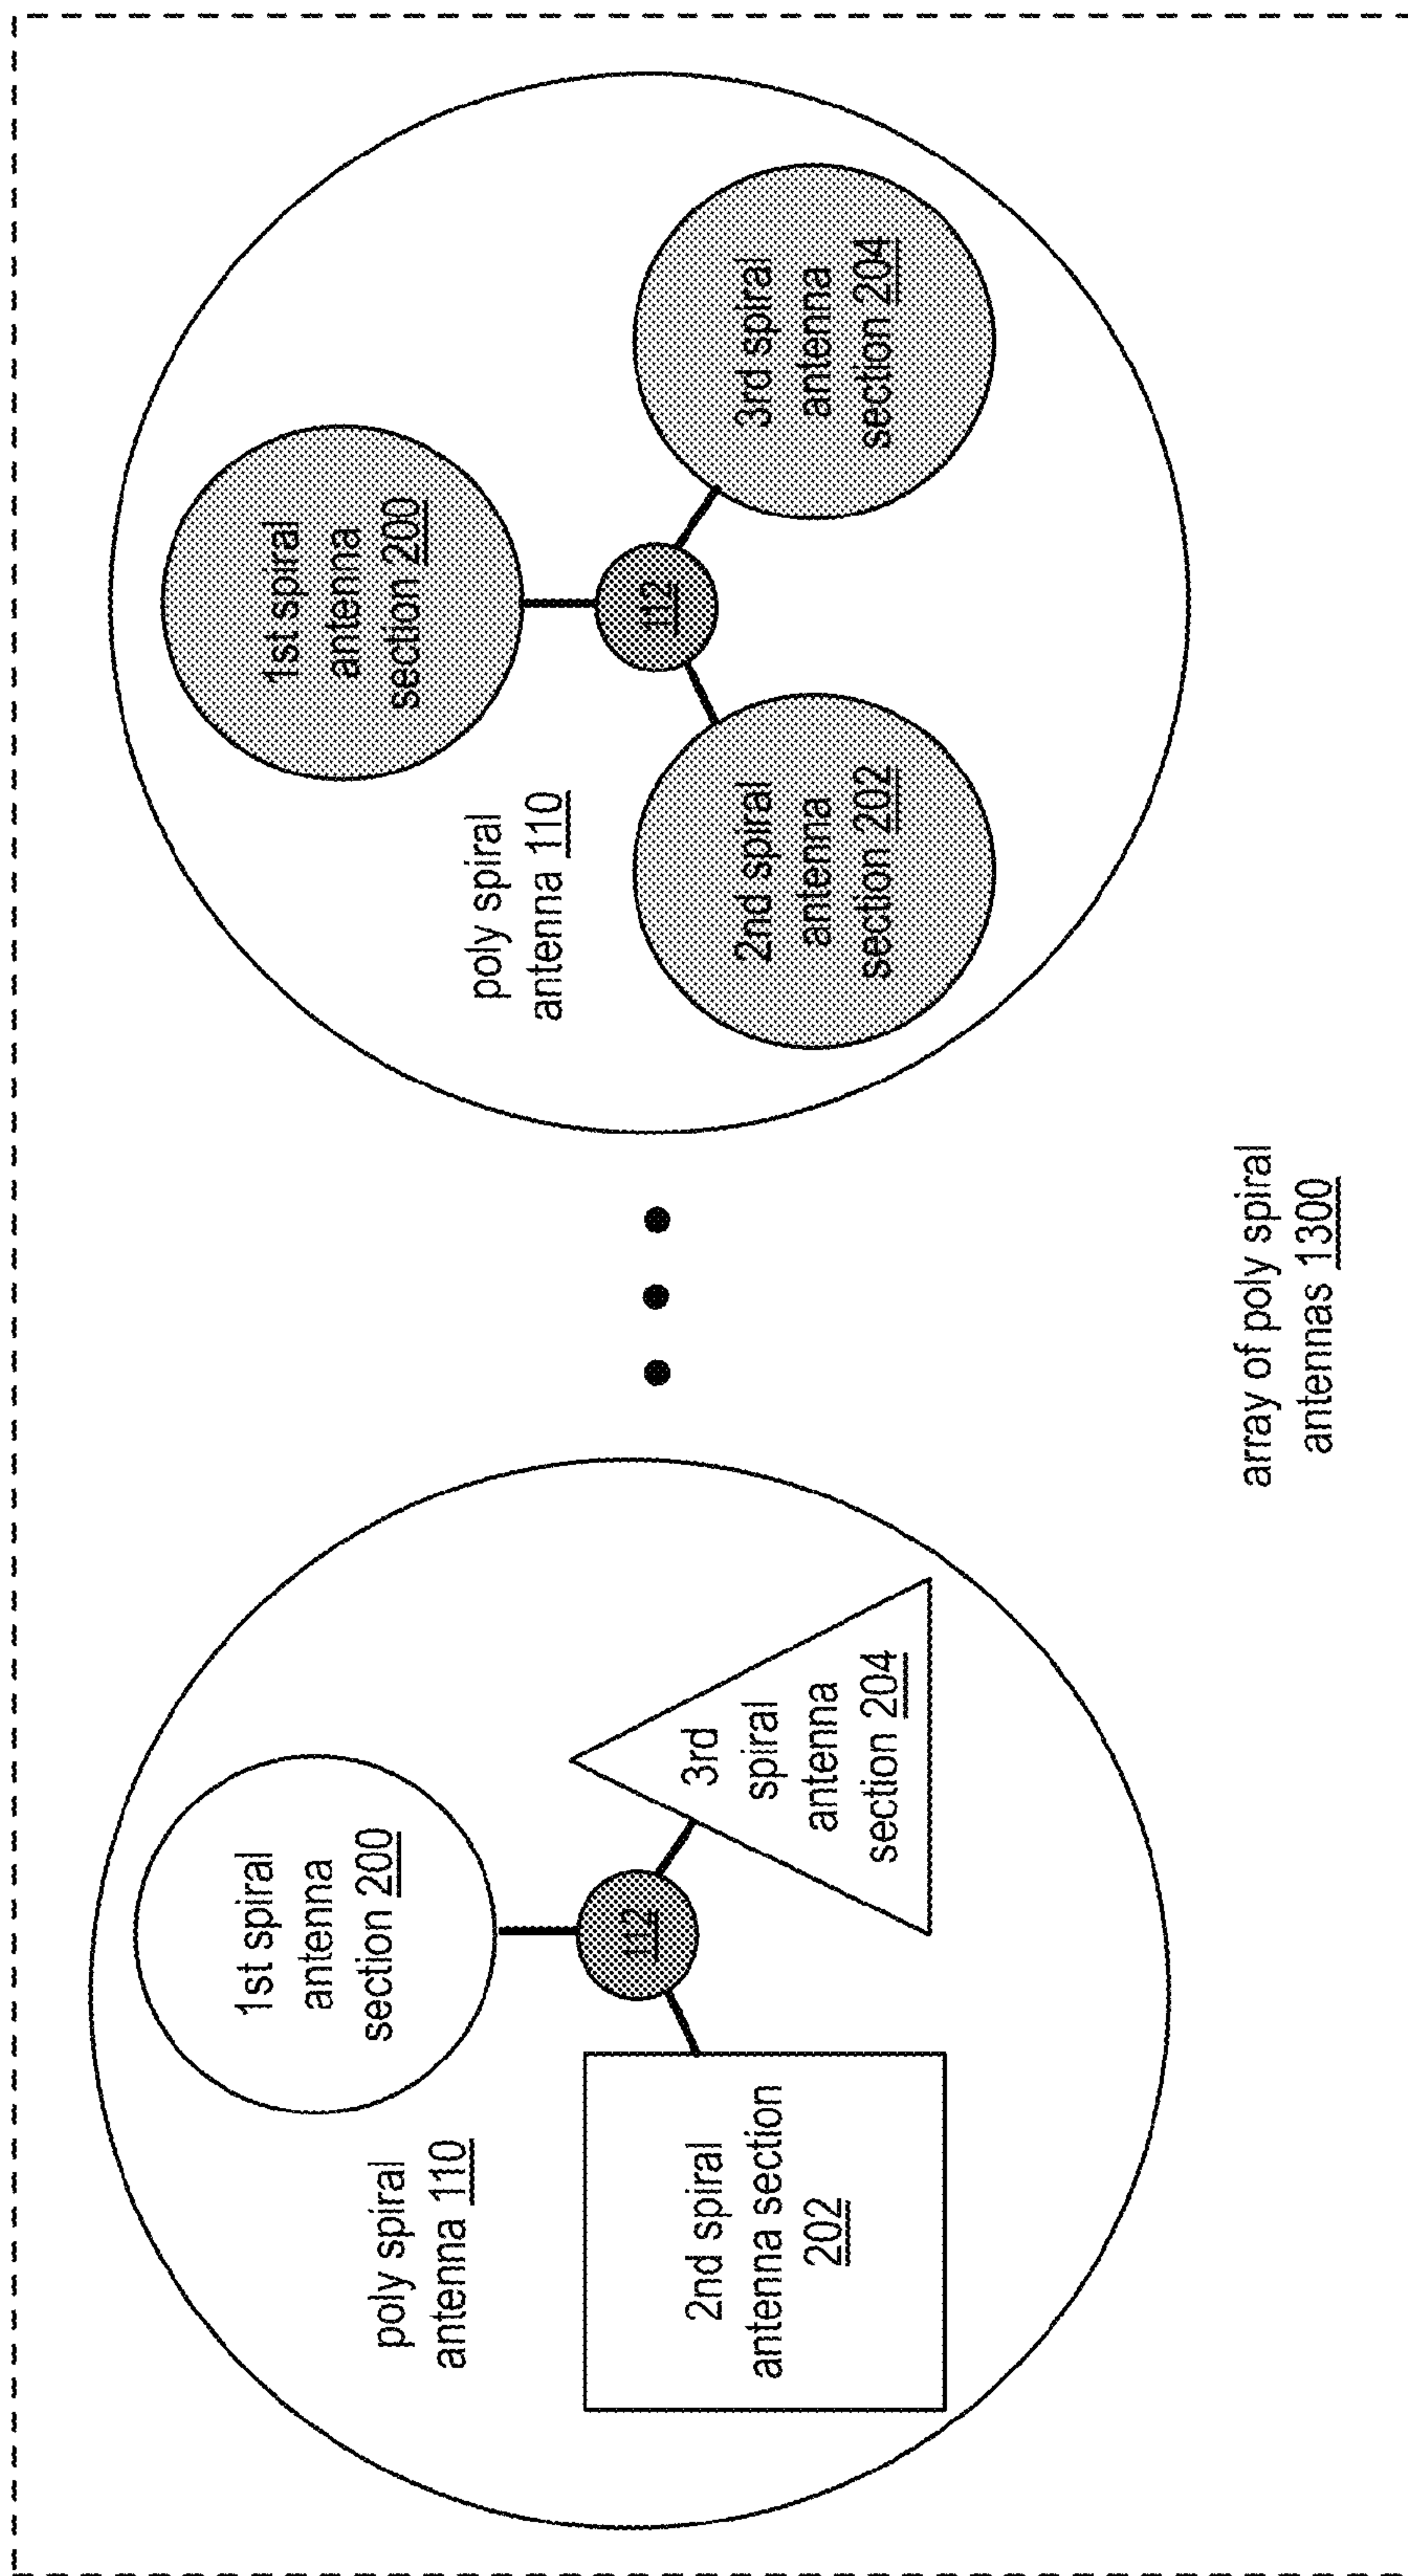 1st spiral
antenna
section 200
poly spiral
antenna 110
112
2nd spiral
antenna section
202
3rd
spiral
antenna
section 204
1st spiral
antenna
section 200
poly spiral
antenna 110
112
2nd spiral
antenna
section 202
3rd spiral
antenna
section 204
array of poly spiral
antennas 1300